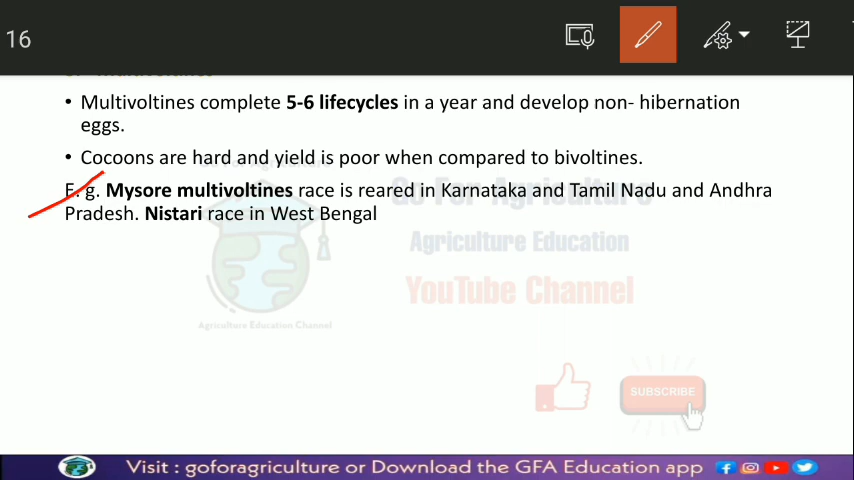 16
• Multivoltines complete 5-6 lifecycles in a year and develop non- hibernation
eggs.
• Cocoons are hard and yield is poor when compared to bivoltines.
E. g. Mysore multivoltines race is reared in Karnataka and Tamil Nadu and Andhra
Pradesh. Nistari race in West Bengal
Go For Agriculture
Agriculture Education
YouTube Channel
Agriculture Education Channel
SUBSCRIBE
Visit : goforagriculture or Download the GFA Education app